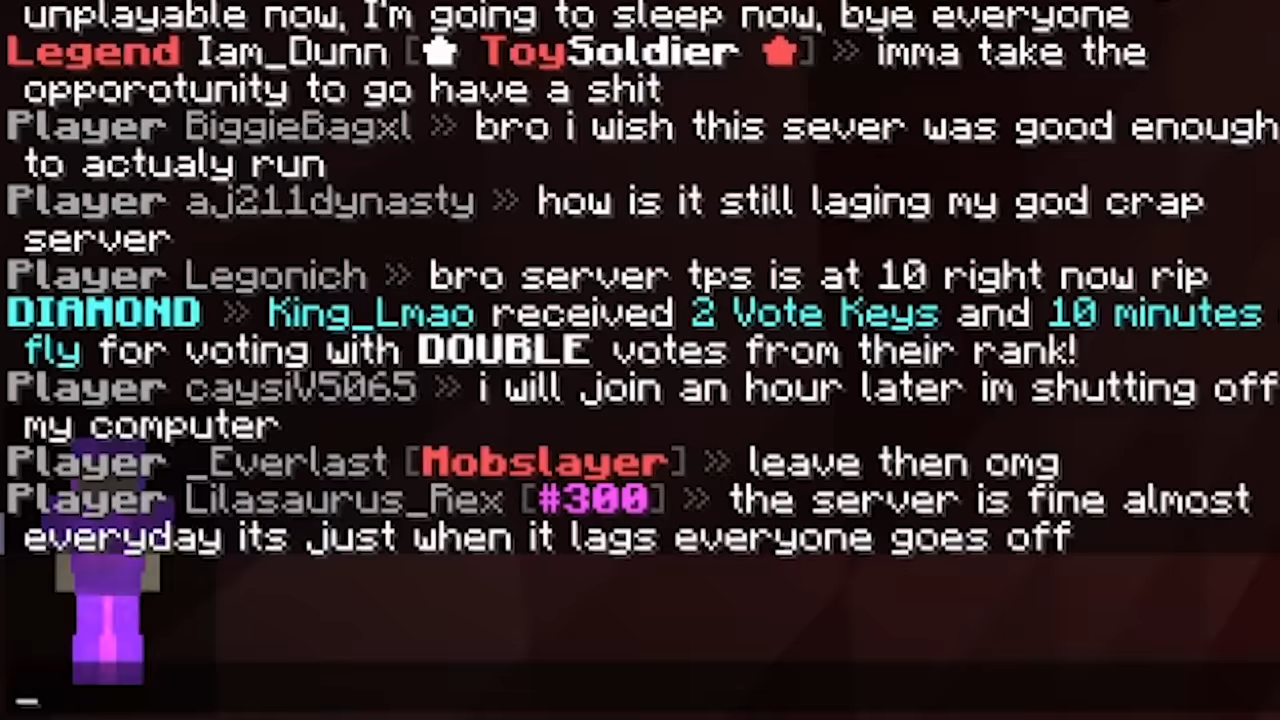 unplayable now, I'm going to sleep now, bye everyone
Legend Iam_Dunn [ ToySoldier ] » imma take the
opporotunity to go have a shit
Player BiggieBagxl » bro i wish this sever was good enough
to actualy run
Player aj211dynasty » how is it still laging my god crap
server
Player Legonich » bro server tps is at 10 right now rip
DIAMOND » King_Lmao received 2 Vote Keys and 10 minutes
fly for voting with DOUBLE votes from their rank!
Player caysiV5065 » i will join an hour later im shutting off
my computer
Player _Everlast [Mobslayer] » leave then omg
Player Lilasaurus_Rex [#300] » the server is fine almost
everyday its just when it lags everyone goes off
_